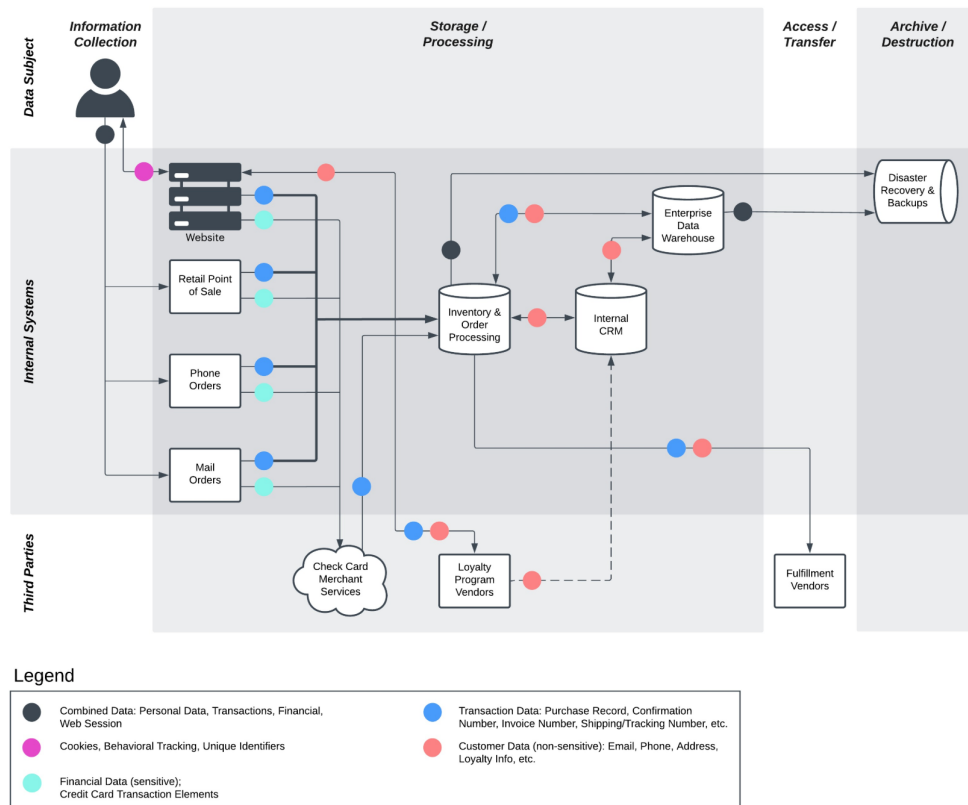 Information
Collection
Storage /
Processing
Access /
Transfer
Archive /
Destruction
Data Subject
Internal Systems
Third Parties
Website
Retail Point
of Sale
Phone
Orders
Mail
Orders
Inventory &
Order
Processing
Internal
CRM
Enterprise
Data
Warehouse
Disaster
Recovery &
Backups
Check Card
Merchant
Services
Loyalty
Program
Vendors
Fulfillment
Vendors
Legend
Combined Data: Personal Data, Transactions, Financial,
Web Session
Cookies, Behavioral Tracking, Unique Identifiers
Financial Data (sensitive);
Credit Card Transaction Elements
Transaction Data: Purchase Record, Confirmation
Number, Invoice Number, Shipping/Tracking Number, etc.
Customer Data (non-sensitive): Email, Phone, Address,
Loyalty Info, etc.